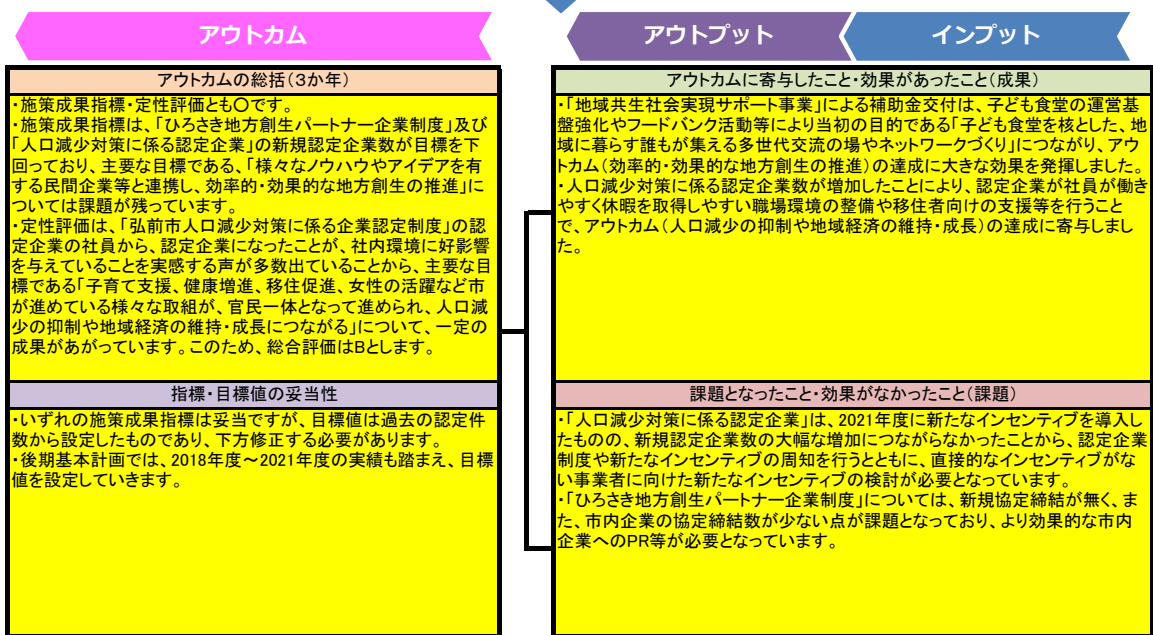 アウトカム
アウトプット
インプット
アウトカムの総括(3か年)
・施策成果指標・定性評価とも〇です。
・施策成果指標は、「ひろさき地方創生パートナー企業制度」及び
「人口減少対策に係る認定企業」の新規認定企業数が目標を下
回っており、主要な目標である、「様々なノウハウやアイデアを有
する民間企業等と連携し、効率的・効果的な地方創生の推進」に
ついては課題が残っています。
・定性評価は、「弘前市人口減少対策に係る企業認定制度」の認
定企業の社員から、認定企業になったことが、社内環境に好影響
を与えていることを実感する声が多数出ていることから、主要な目
標である「子育て支援、健康増進、移住促進、女性の活躍など市
が進めている様々な取組が、官民一体となって進められ、人口減
少の抑制や地域経済の維持・成長につながる」について、一定の
成果があがっています。このため、総合評価はBとします。
指標・目標値の妥当性
・いずれの施策成果指標は妥当ですが、目標値は過去の認定件
数から設定したものであり、下方修正する必要があります。
・後期基本計画では、2018年度～2021年度の実績も踏まえ、目標
値を設定していきます。
アウトカムに寄与したこと・効果があったこと(成果)
・「地域共生社会実現サポート事業」による補助金交付は、子ども食堂の運営基
盤強化やフードバンク活動等により当初の目的である「子ども食堂を核とした、地
域に暮らす誰もが集える多世代交流の場やネットワークづくり」につながり、アウ
トカム(効率的・効果的な地方創生の推進)の達成に大きな効果を発揮しました。
・人口減少対策に係る認定企業数が増加したことにより、認定企業が社員が働き
やすく休暇を取得しやすい職場環境の整備や移住者向けの支援等を行うこと
で、アウトカム(人口減少の抑制や地域経済の維持・成長)の達成に寄与しまし
た。
課題となったこと・効果がなかったこと(課題)
・「人口減少対策に係る認定企業」は、2021年度に新たなインセンティブを導入し
たものの、新規認定企業数の大幅な増加につながらなかったことから、認定企業
制度や新たなインセンティブの周知を行うとともに、直接的なインセンティブがな
い事業者に向けた新たなインセンティブの検討が必要となっています。
・「ひろさき地方創生パートナー企業制度」については、新規協定締結が無く、ま
た、市内企業の協定締結数が少ない点が課題となっており、より効果的な市内
企業へのPR等が必要となっています。